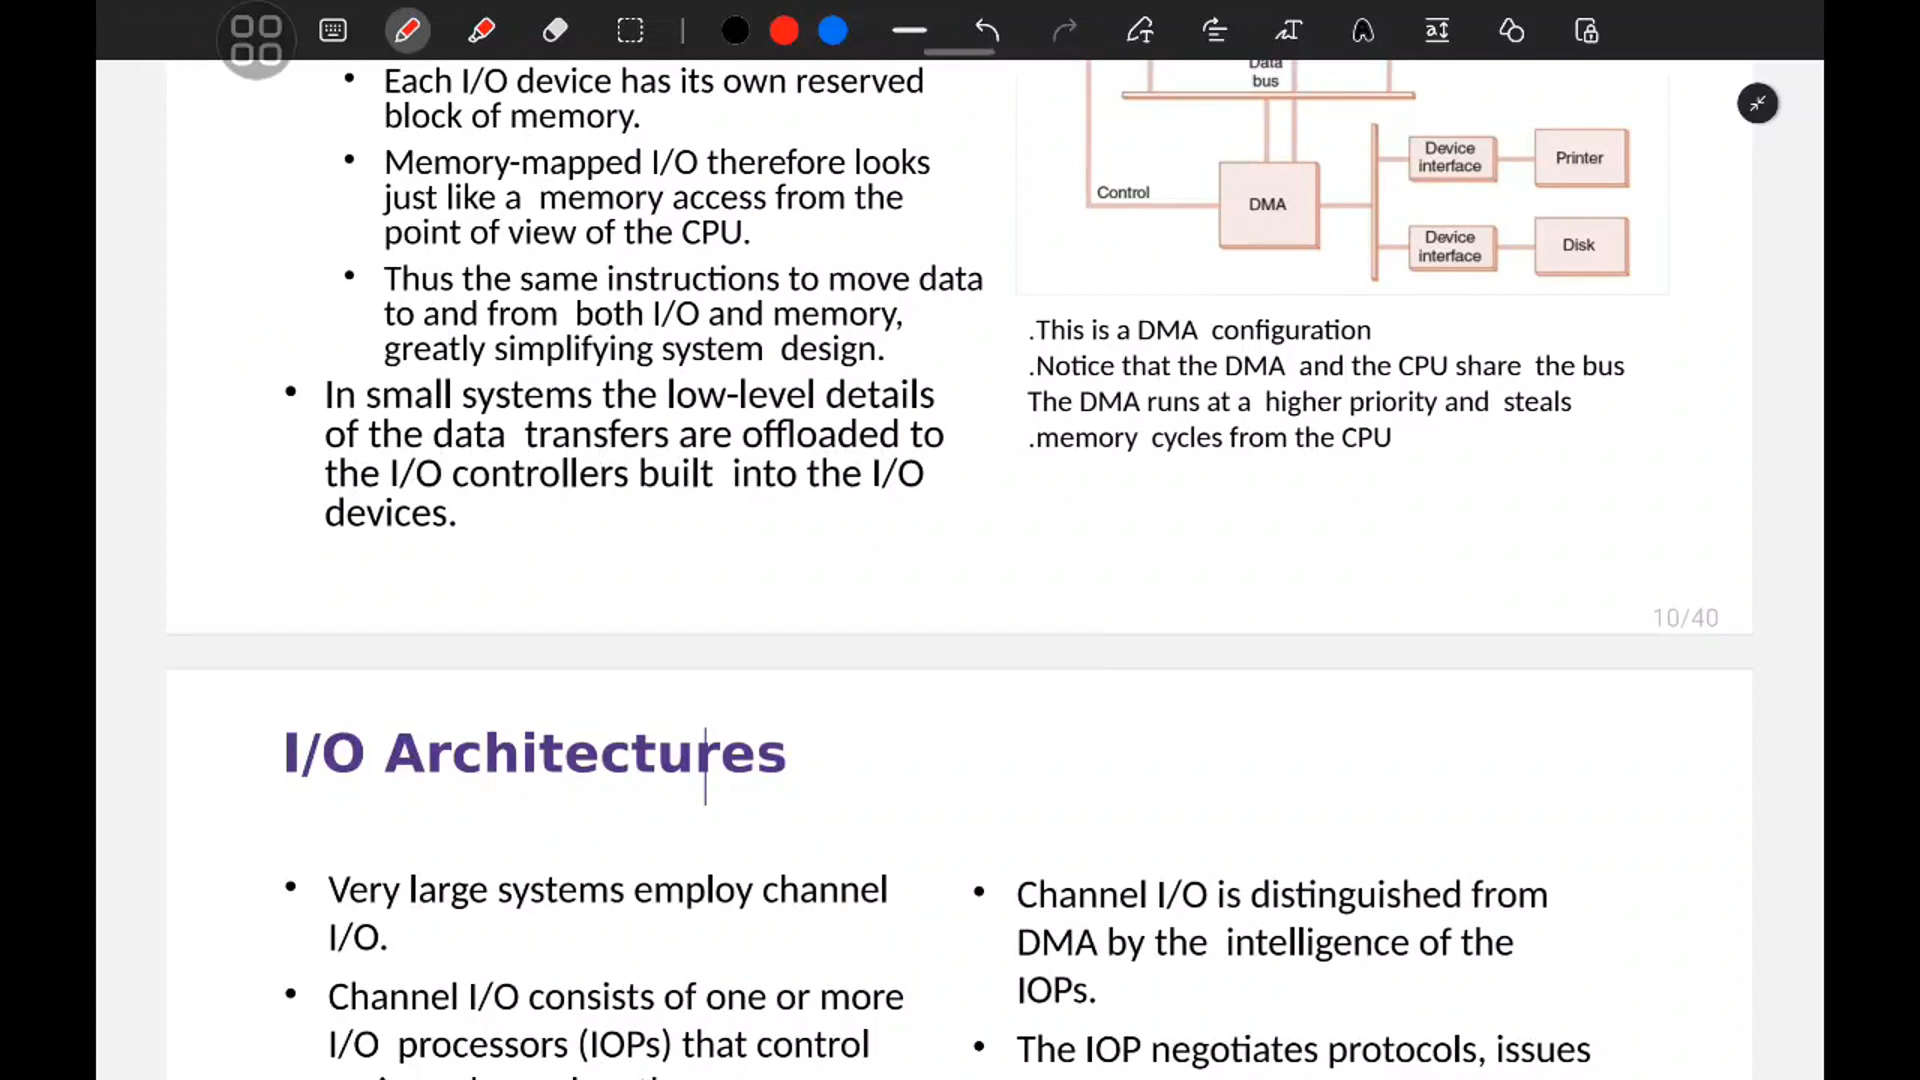 Each I/O device has its own reserved
block of memory.
Memory-mapped I/O therefore looks
just like a memory access from the
point of view of the CPU.
Thus the same instructions to move data
to and from both I/O and memory,
greatly simplifying system design.
In small systems the low-level details
of the data transfers are offloaded to
the I/O controllers built into the I/O
devices.
Data
bus
Control
DMA
Device
interface
Printer
Device
interface
Disk
.This is a DMA configuration
.Notice that the DMA and the CPU share the bus
The DMA runs at a higher priority and steals
.memory cycles from the CPU
10/40
I/O Architectures
Very large systems employ channel
I/O.
Channel I/O consists of one or more
I/O processors (IOPs) that control
Channel I/O is distinguished from
DMA by the intelligence of the
IOPs.
The IOP negotiates protocols, issues